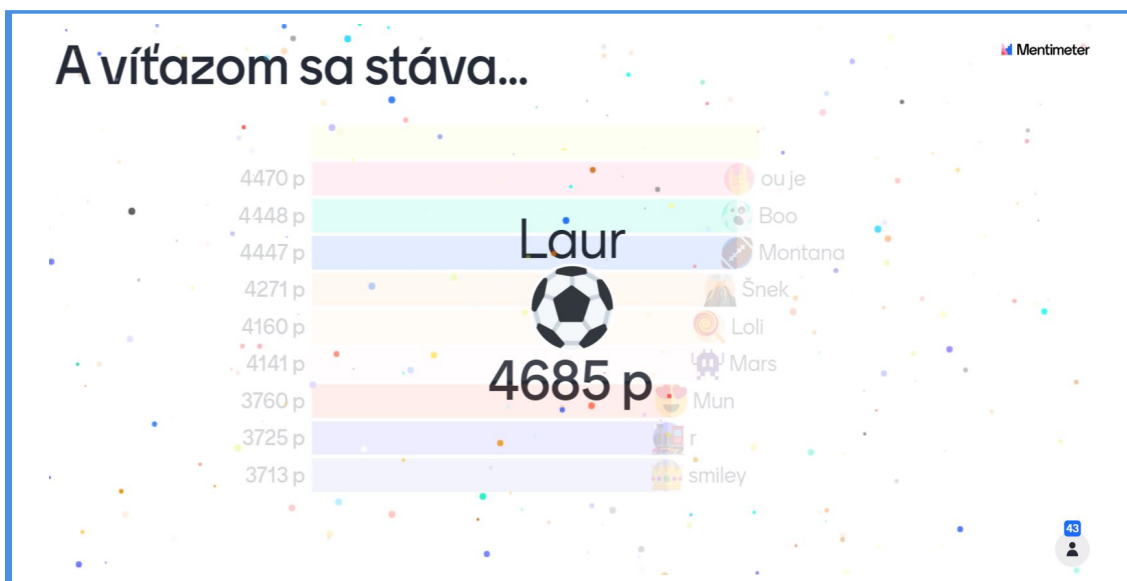 A víťazom sa stáva...
Mentimeter
4470 p ou je
4448 p Boo
4447 p Montana
4271 p Šnek
4160 p Loli
4141 p Mars
3760 p Mun
3725 p r
3713 p smiley
Laur
4685 p
43